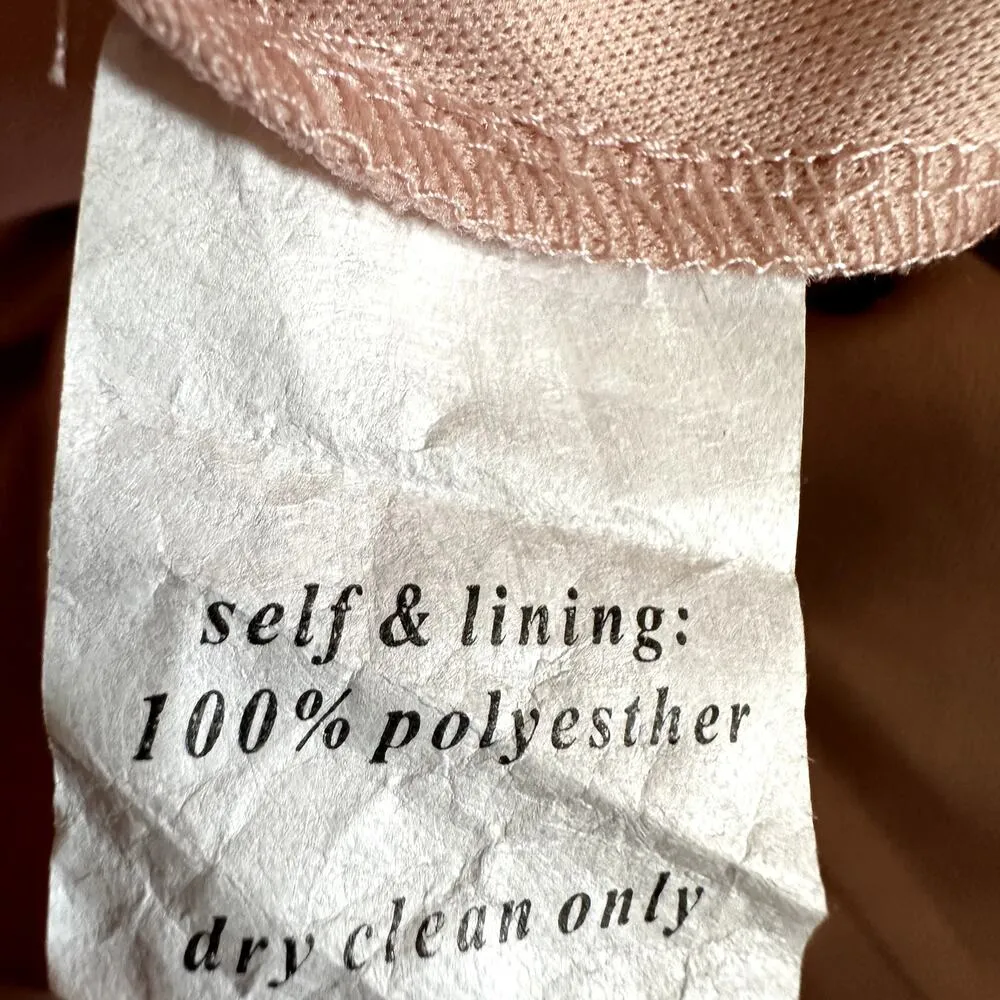 self & lining:
100% polyesther
dry clean only